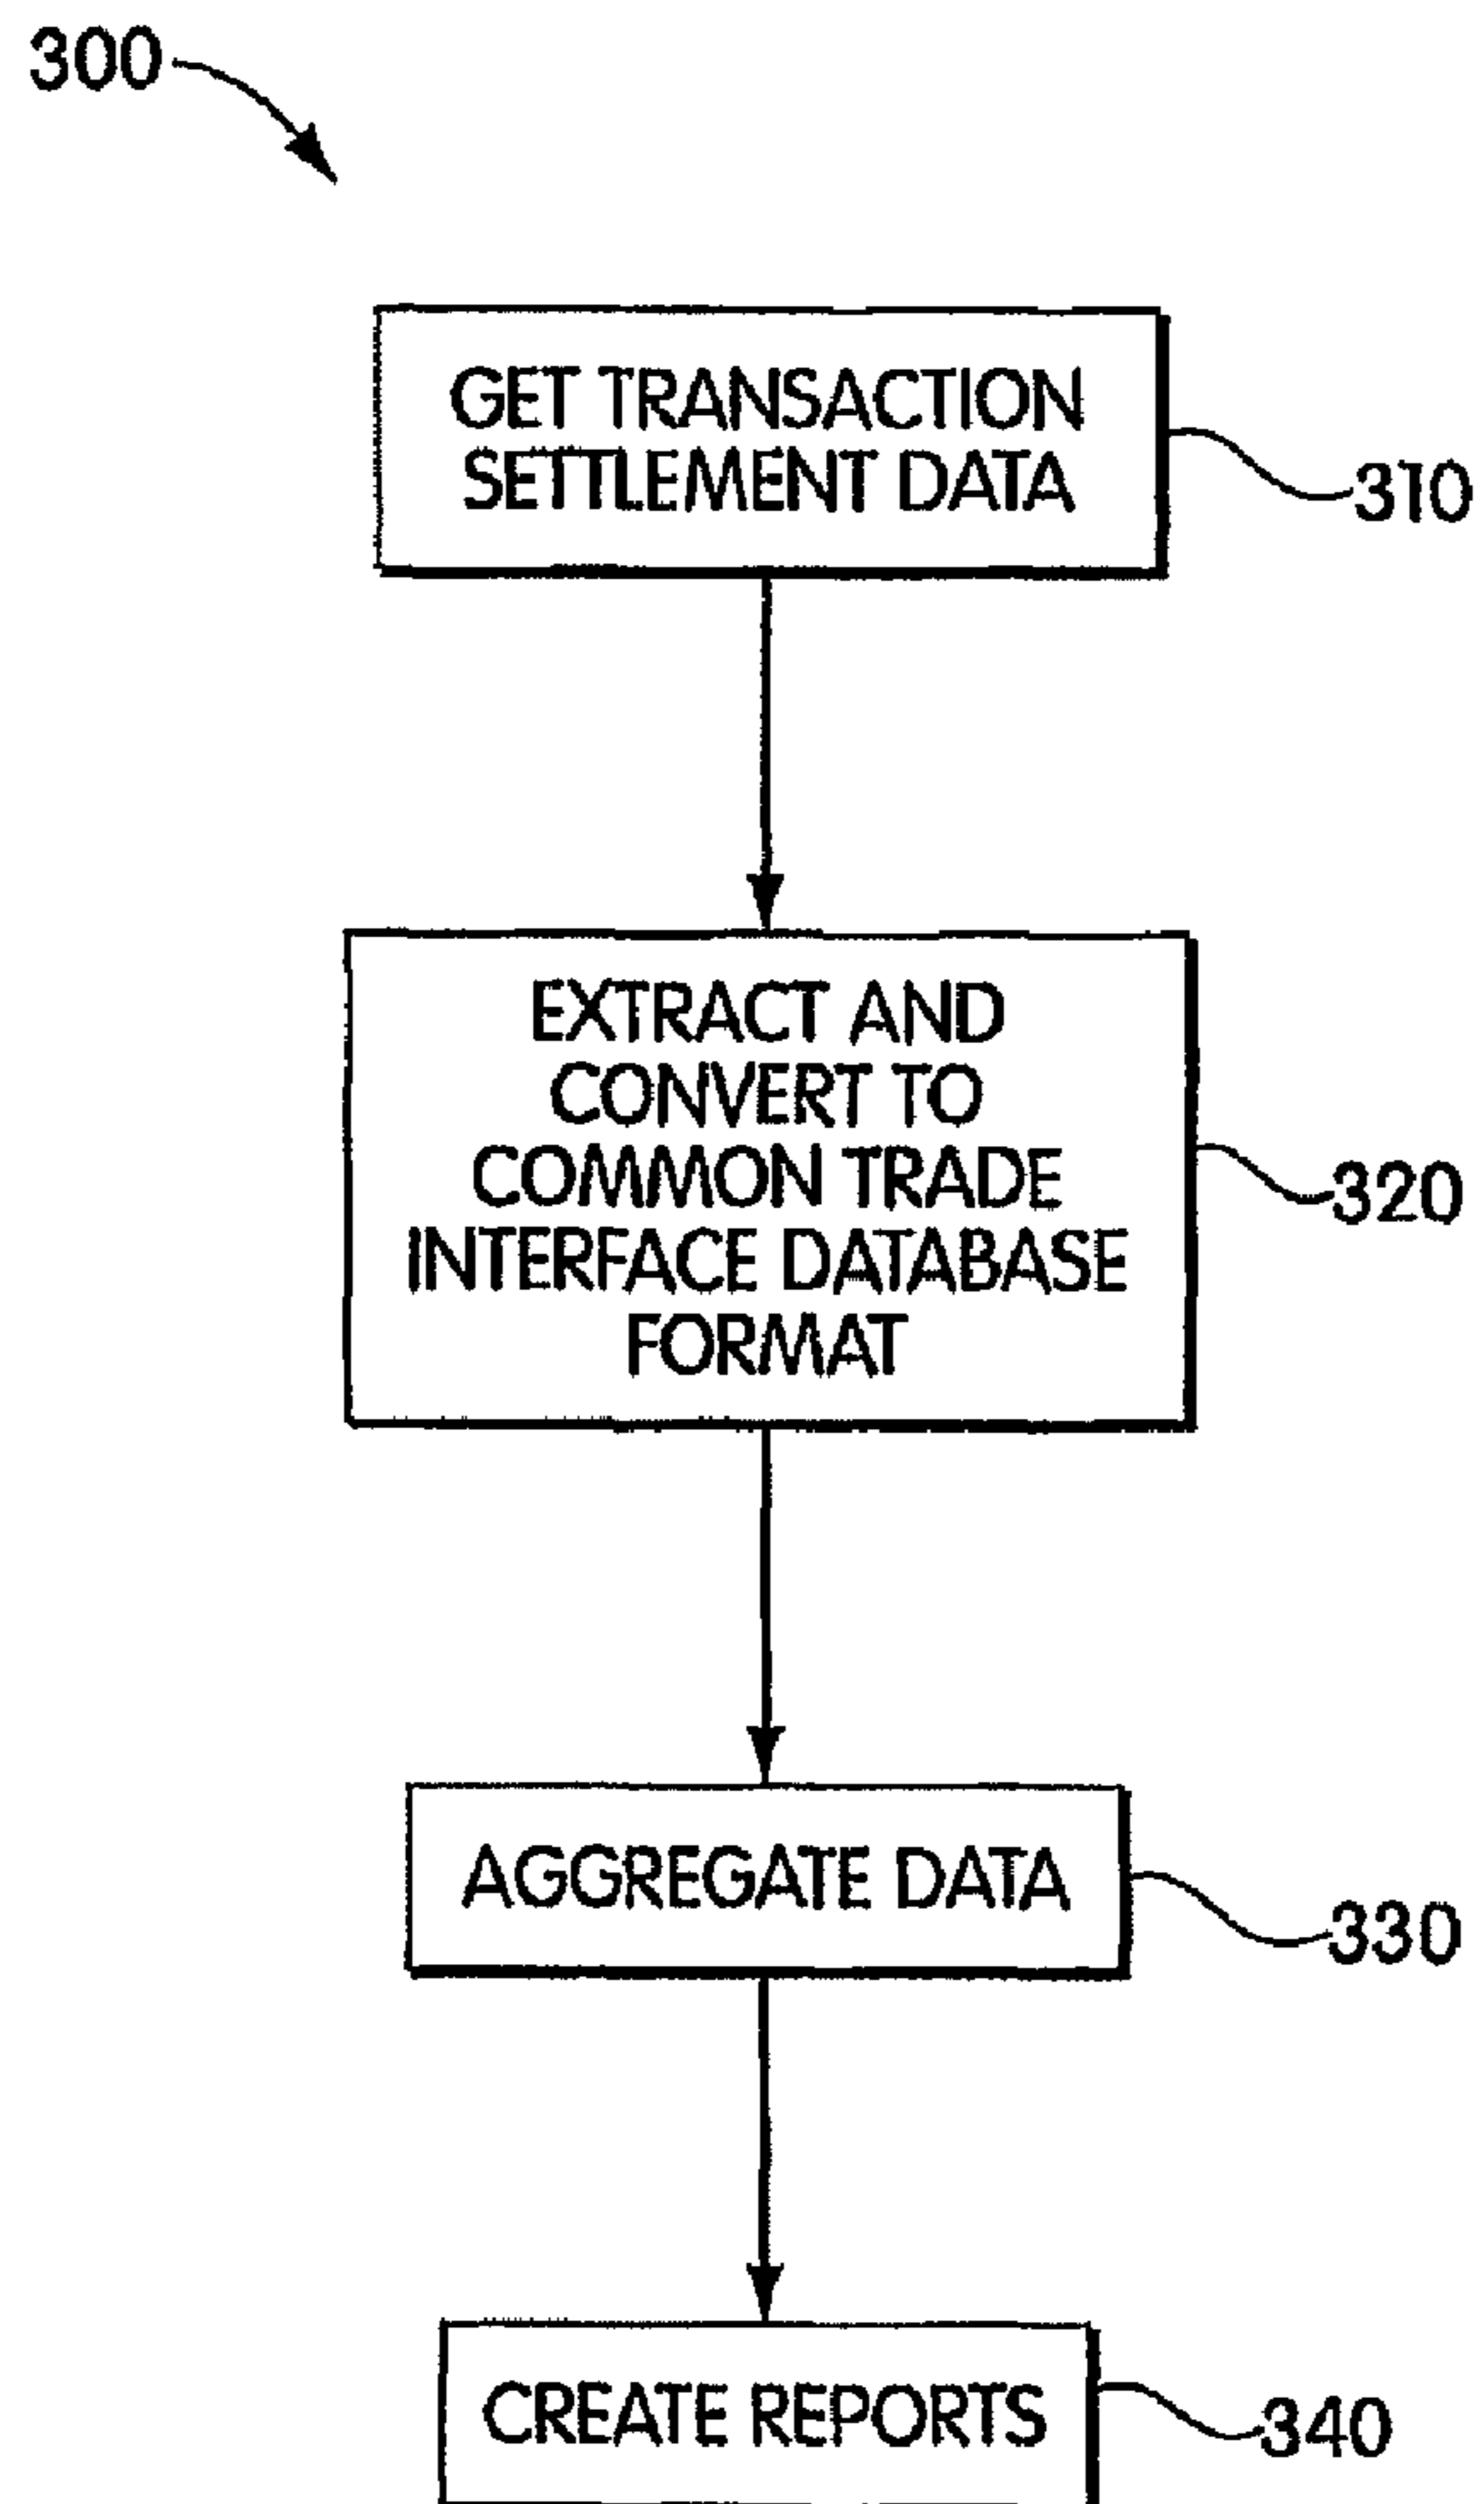 300
GET TRANSACTION
SETTLEMENT DATA
310
EXTRACT AND
CONVERT TO
COMMON TRADE
INTERFACE DATABASE
FORMAT
320
AGGREGATE DATA
330
CREATE REPORTS
340